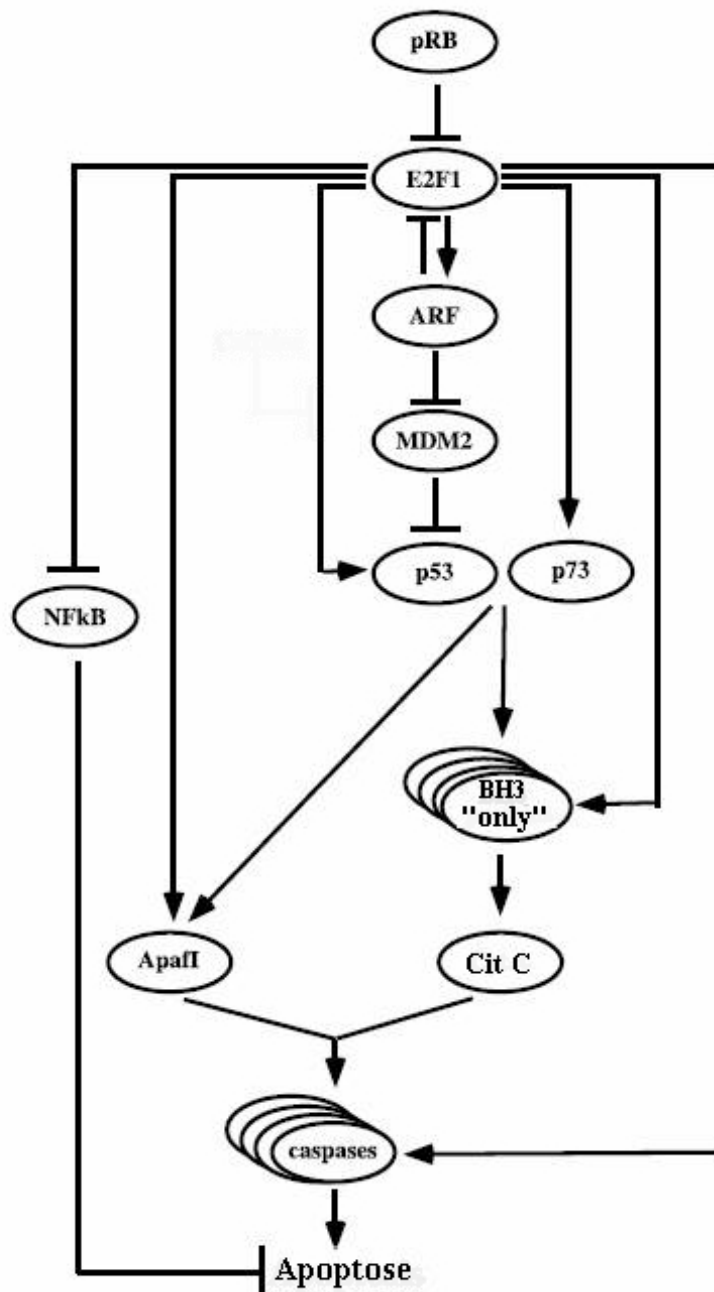 pRB
E2F1
ARF
MDM2
p53
p73
NFkB
BH3
"only"
ApafI
Cit C
caspases
Apoptose